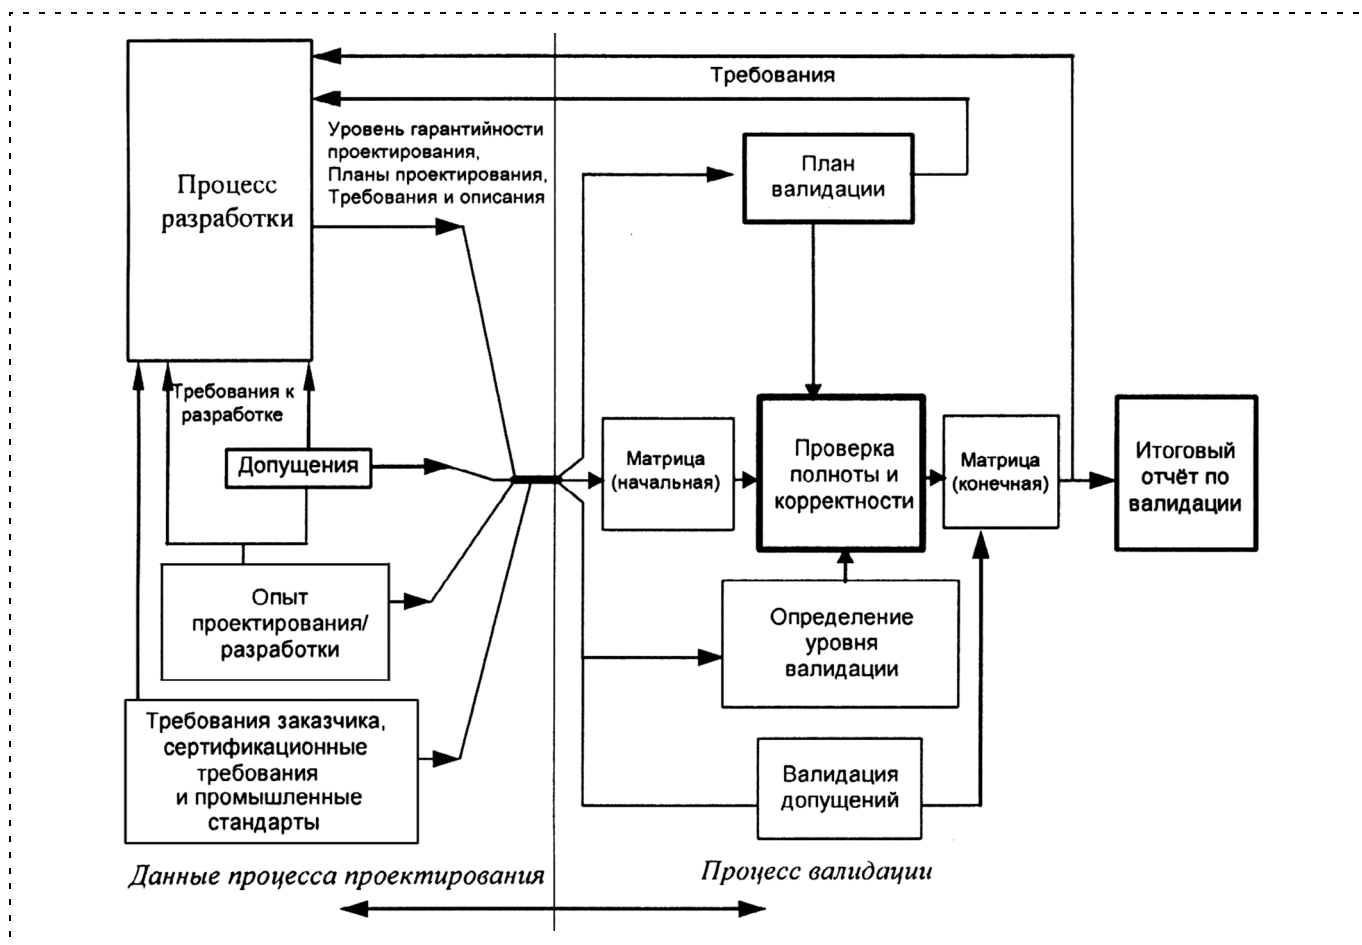 Требования
Уровень гарантийности
проектирования,
Планы проектирования,
Требования и описания
Процесс
разработки
План
валидации
Требования к
разработке
Допущения
Матрица
(начальная)
Проверка
полноты и
корректности
Матрица
(конечная)
Итоговый
отчёт по
валидации
Опыт
проектирования/
разработки
Определение
уровня
валидации
Требования заказчика,
сертификационные
требования
и промышленные
стандарты
Валидация
допущений
Данные процесса проектирования
Процесс валидации